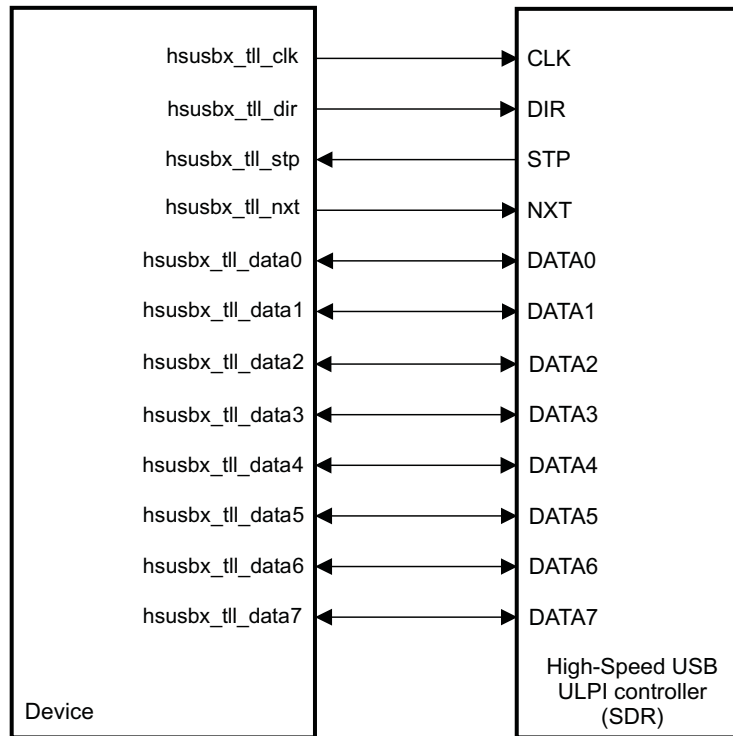 hsusbx_tll_clk CLK
hsusbx_tll_dir DIR
hsusbx_tll_stp STP
hsusbx_tll_nxt NXT
hsusbx_tll_data0 DATA0
hsusbx_tll_data1 DATA1
hsusbx_tll_data2 DATA2
hsusbx_tll_data3 DATA3
hsusbx_tll_data4 DATA4
hsusbx_tll_data5 DATA5
hsusbx_tll_data6 DATA6
hsusbx_tll_data7 DATA7
Device
High-Speed USB
ULPI controller
(SDR)